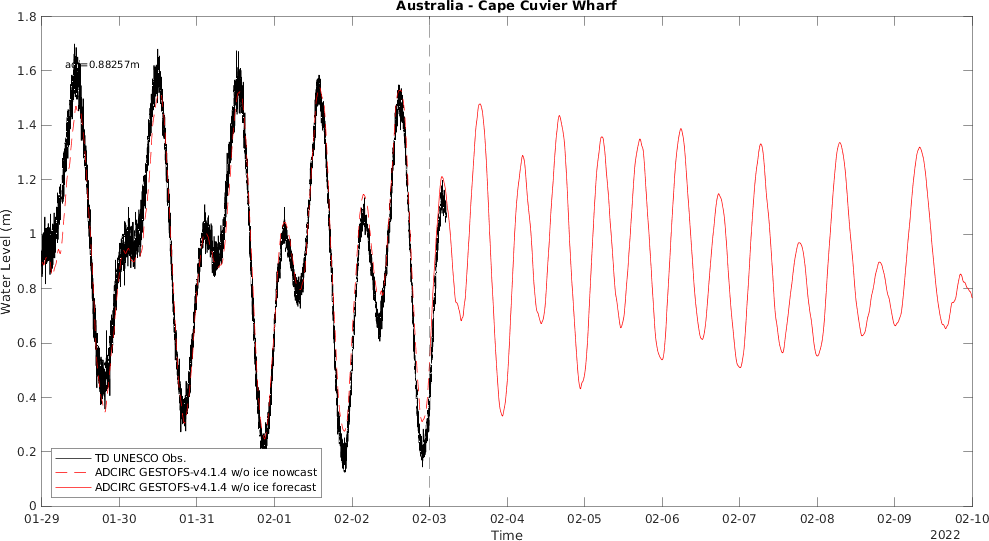 Australia - Cape Cuvier Wharf
Water Level (m)
1.8
1.6
1.4
1.2
1
0.8
0.6
0.4
0.2
0
=0.88257m
TD UNESCO Obs.
ADCIRC GESTOFS-v4.1.4 w/o ice nowcast
ADCIRC GESTOFS-v4.1.4 w/o ice forecast
01-29 01-30 01-31 02-01 02-02 02-03 02-04 02-05 02-06 02-07 02-08 02-09 02-10
Time
2022